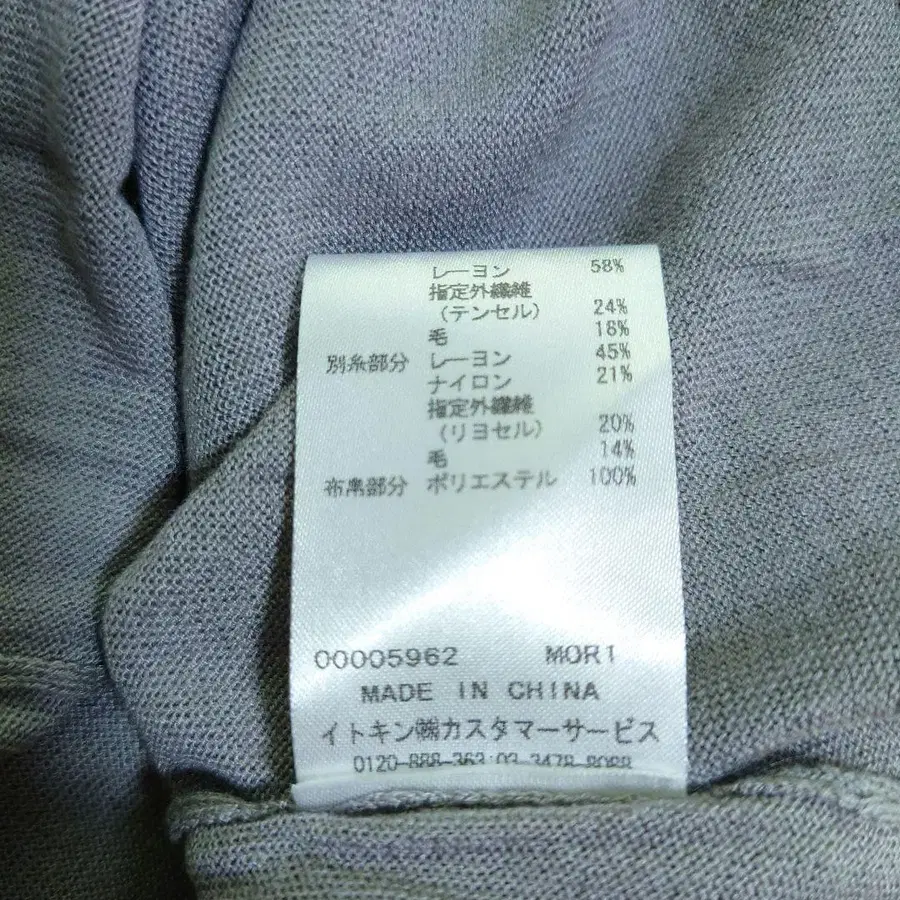 レーヨン 58%
指定外繊維
(テンセル) 24%
毛 18%
別糸部分 レーヨン 45%
ナイロン 21%
指定外繊維
(リヨセル) 20%
毛 14%
布帛部分 ポリエステル 100%
00005962 MOR1
MADE IN CHINA
イトキン㈱カスタマーサービス
0120-888-363:03-3478-8088